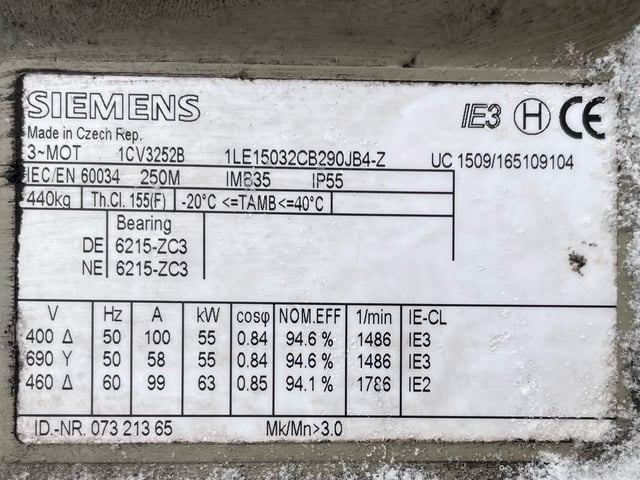 SIEMENS IE3 H CE
Made in Czech Rep.
3~MOT 1CV3252B 1LE15032CB290JB4-Z UC 1509/165109104
IEC/EN 60034 250M IMB35 IP55
440kg Th.Cl. 155(F) -20°C <=TAMB<=40°C
Bearing
DE 6215-ZC3
NE 6215-ZC3
V Hz A kW cosφ NOM.EFF 1/min IE-CL
400 Δ 50 100 55 0.84 94.6 % 1486 IE3
690 Y 50 58 55 0.84 94.6 % 1486 IE3
460 Δ 60 99 63 0.85 94.1 % 1786 IE2
ID.-NR. 073 213 65 Mk/Mn>3.0